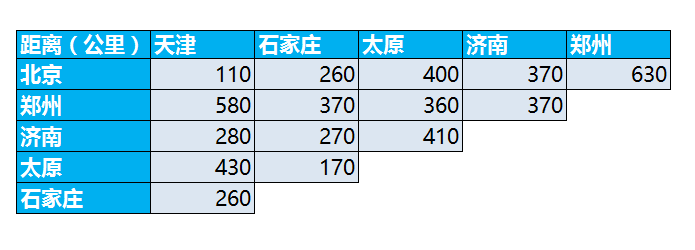 距离（公里） 天津 石家庄 太原 济南 郑州
北京 110 260 400 370 630
郑州 580 370 360 370
济南 280 270 410
太原 430 170
石家庄 260